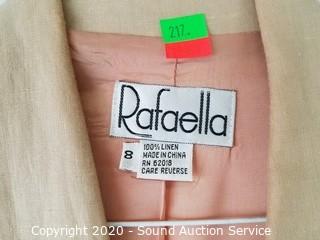 217.
Rafaella
8
100% LINEN
MADE IN CHINA
RN 62018
CARE REVERSE
Copyright 2020 - Sound Auction Service